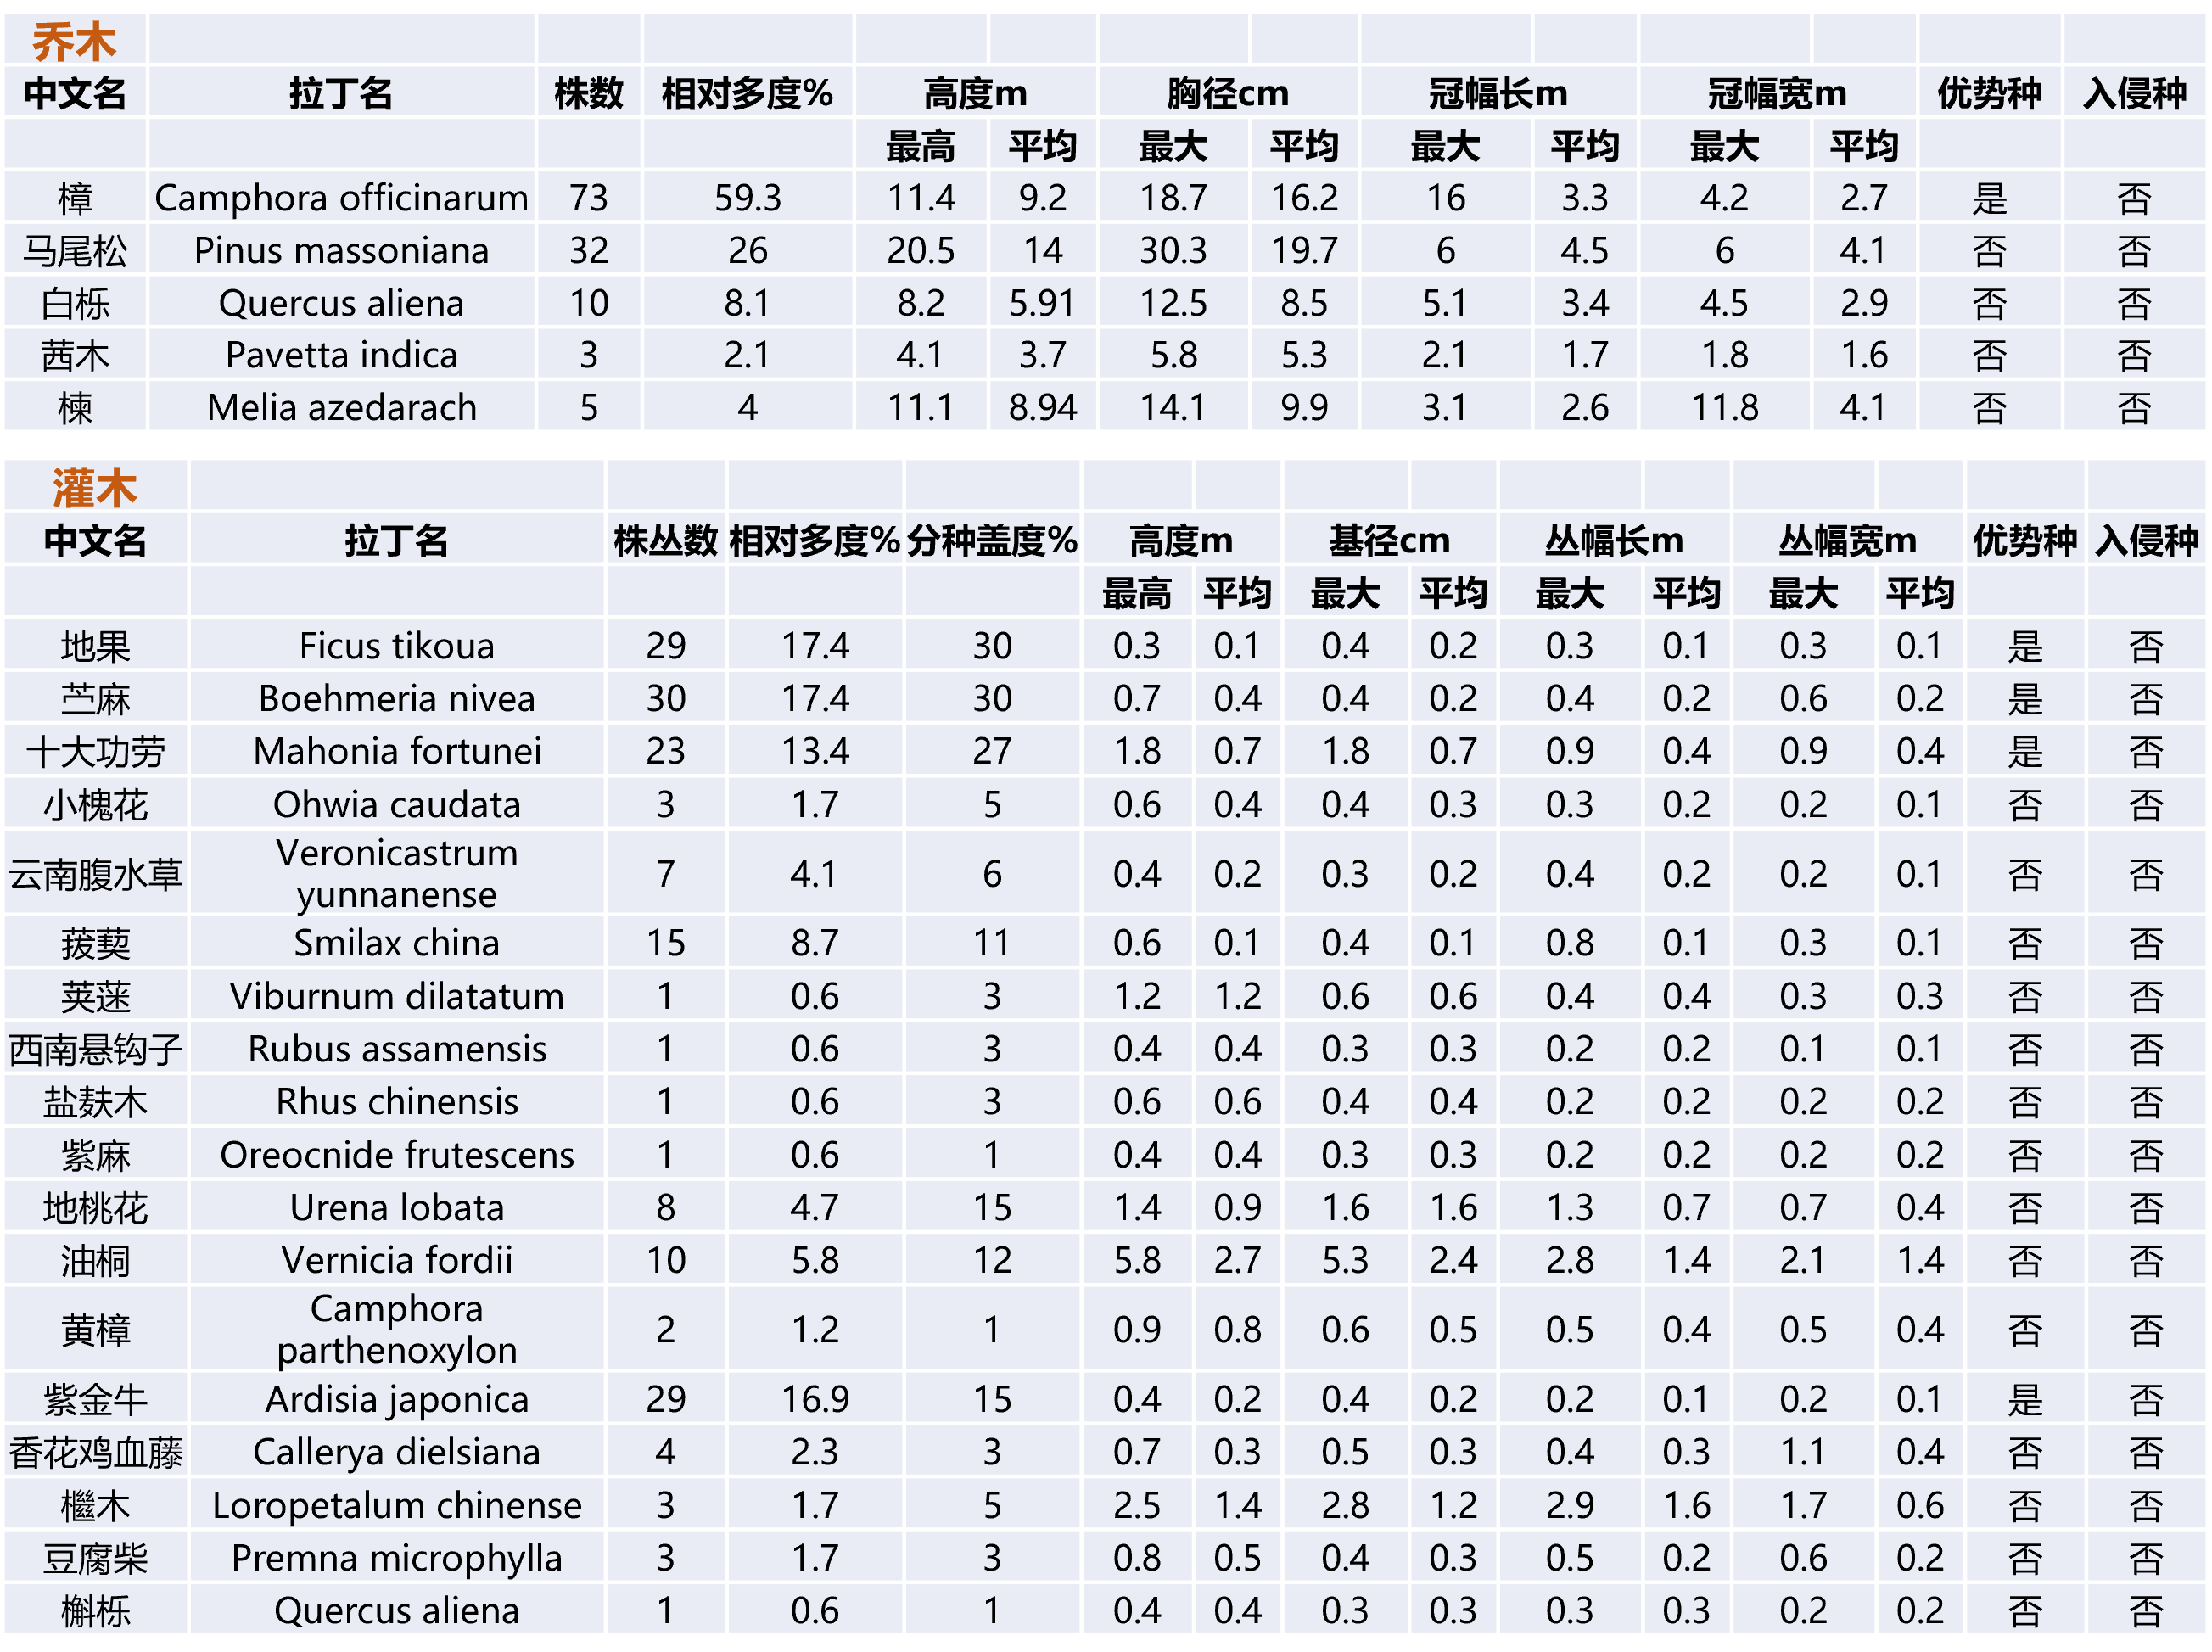 乔木
中文名 拉丁名 株数 相对多度% 高度m 胸径cm 冠幅长m 冠幅宽m 优势种 入侵种
最高 平均 最大 平均 最大 平均 最大 平均
樟 Camphora officinarum 73 59.3 11.4 9.2 18.7 16.2 16 3.3 4.2 2.7 是 否
马尾松 Pinus massoniana 32 26 20.5 14 30.3 19.7 6 4.5 6 4.1 否 否
白栎 Quercus aliena 10 8.1 8.2 5.91 12.5 8.5 5.1 3.4 4.5 2.9 否 否
茜木 Pavetta indica 3 2.1 4.1 3.7 5.8 5.3 2.1 1.7 1.8 1.6 否 否
楝 Melia azedarach 5 4 11.1 8.94 14.1 9.9 3.1 2.6 11.8 4.1 否 否
灌木
中文名 拉丁名 株丛数 相对多度% 分种盖度% 高度m 基径cm 丛幅长m 丛幅宽m 优势种 入侵种
最高 平均 最大 平均 最大 平均 最大 平均
地果 Ficus tikoua 29 17.4 30 0.3 0.1 0.4 0.2 0.3 0.1 0.3 0.1 是 否
苎麻 Boehmeria nivea 30 17.4 30 0.7 0.4 0.4 0.2 0.4 0.2 0.6 0.2 是 否
十大功劳 Mahonia fortunei 23 13.4 27 1.8 0.7 1.8 0.7 0.9 0.4 0.9 0.4 是 否
小槐花 Ohwia caudata 3 1.7 5 0.6 0.4 0.4 0.3 0.3 0.2 0.2 0.1 否 否
云南腹水草 Veronicastrum
yunnanense 7 4.1 6 0.4 0.2 0.3 0.2 0.4 0.2 0.2 0.1 否 否
菝葜 Smilax china 15 8.7 11 0.6 0.1 0.4 0.1 0.8 0.1 0.3 0.1 否 否
荚蒾 Viburnum dilatatum 1 0.6 3 1.2 1.2 0.6 0.6 0.4 0.4 0.3 0.3 否 否
西南悬钩子 Rubus assamensis 1 0.6 3 0.4 0.4 0.3 0.3 0.2 0.2 0.1 0.1 否 否
盐麸木 Rhus chinensis 1 0.6 3 0.6 0.6 0.4 0.4 0.2 0.2 0.2 0.2 否 否
紫麻 Oreocnide frutescens 1 0.6 1 0.4 0.4 0.3 0.3 0.2 0.2 0.2 0.2 否 否
地桃花 Urena lobata 8 4.7 15 1.4 0.9 1.6 1.6 1.3 0.7 0.7 0.4 否 否
油桐 Vernicia fordii 10 5.8 12 5.8 2.7 5.3 2.4 2.8 1.4 2.1 1.4 否 否
黄樟 Camphora
parthenoxylon 2 1.2 1 0.9 0.8 0.6 0.5 0.5 0.4 0.5 0.4 否 否
紫金牛 Ardisia japonica 29 16.9 15 0.4 0.2 0.4 0.2 0.2 0.1 0.2 0.1 是 否
香花鸡血藤 Callerya dielsiana 4 2.3 3 0.7 0.3 0.5 0.3 0.4 0.3 1.1 0.4 否 否
檵木 Loropetalum chinense 3 1.7 5 2.5 1.4 2.8 1.2 2.9 1.6 1.7 0.6 否 否
豆腐柴 Premna microphylla 3 1.7 3 0.8 0.5 0.4 0.3 0.5 0.2 0.6 0.2 否 否
槲栎 Quercus aliena 1 0.6 1 0.4 0.4 0.3 0.3 0.3 0.3 0.2 0.2 否 否